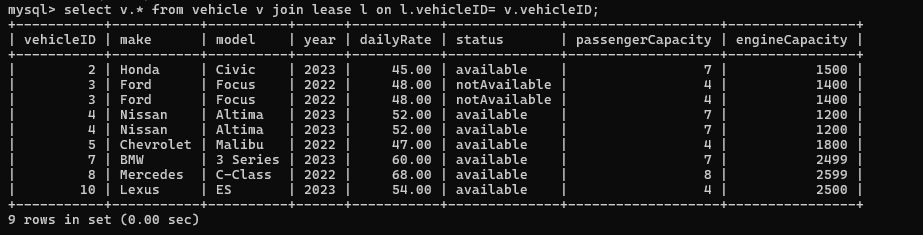 mysql> select v.* from vehicle v join lease l on l.vehicleID= v.vehicleID;
+-----------+-----------+----------+------+-----------+--------------+-------------------+----------------+
| vehicleID | make      | model    | year | dailyRate | status       | passengerCapacity | engineCapacity |
+-----------+-----------+----------+------+-----------+--------------+-------------------+----------------+
|         2 | Honda     | Civic    | 2023 |     45.00 | available    |                 7 |           1500 |
|         3 | Ford      | Focus    | 2022 |     48.00 | notAvailable |                 4 |           1400 |
|         3 | Ford      | Focus    | 2022 |     48.00 | notAvailable |                 4 |           1400 |
|         4 | Nissan    | Altima   | 2023 |     52.00 | available    |                 7 |           1200 |
|         4 | Nissan    | Altima   | 2023 |     52.00 | available    |                 7 |           1200 |
|         5 | Chevrolet | Malibu   | 2022 |     47.00 | available    |                 4 |           1800 |
|         7 | BMW       | 3 Series | 2023 |     60.00 | available    |                 7 |           2499 |
|         8 | Mercedes  | C-Class  | 2022 |     68.00 | available    |                 8 |           2599 |
|        10 | Lexus     | ES       | 2023 |     54.00 | available    |                 4 |           2500 |
+-----------+-----------+----------+------+-----------+--------------+-------------------+----------------+
9 rows in set (0.00 sec)